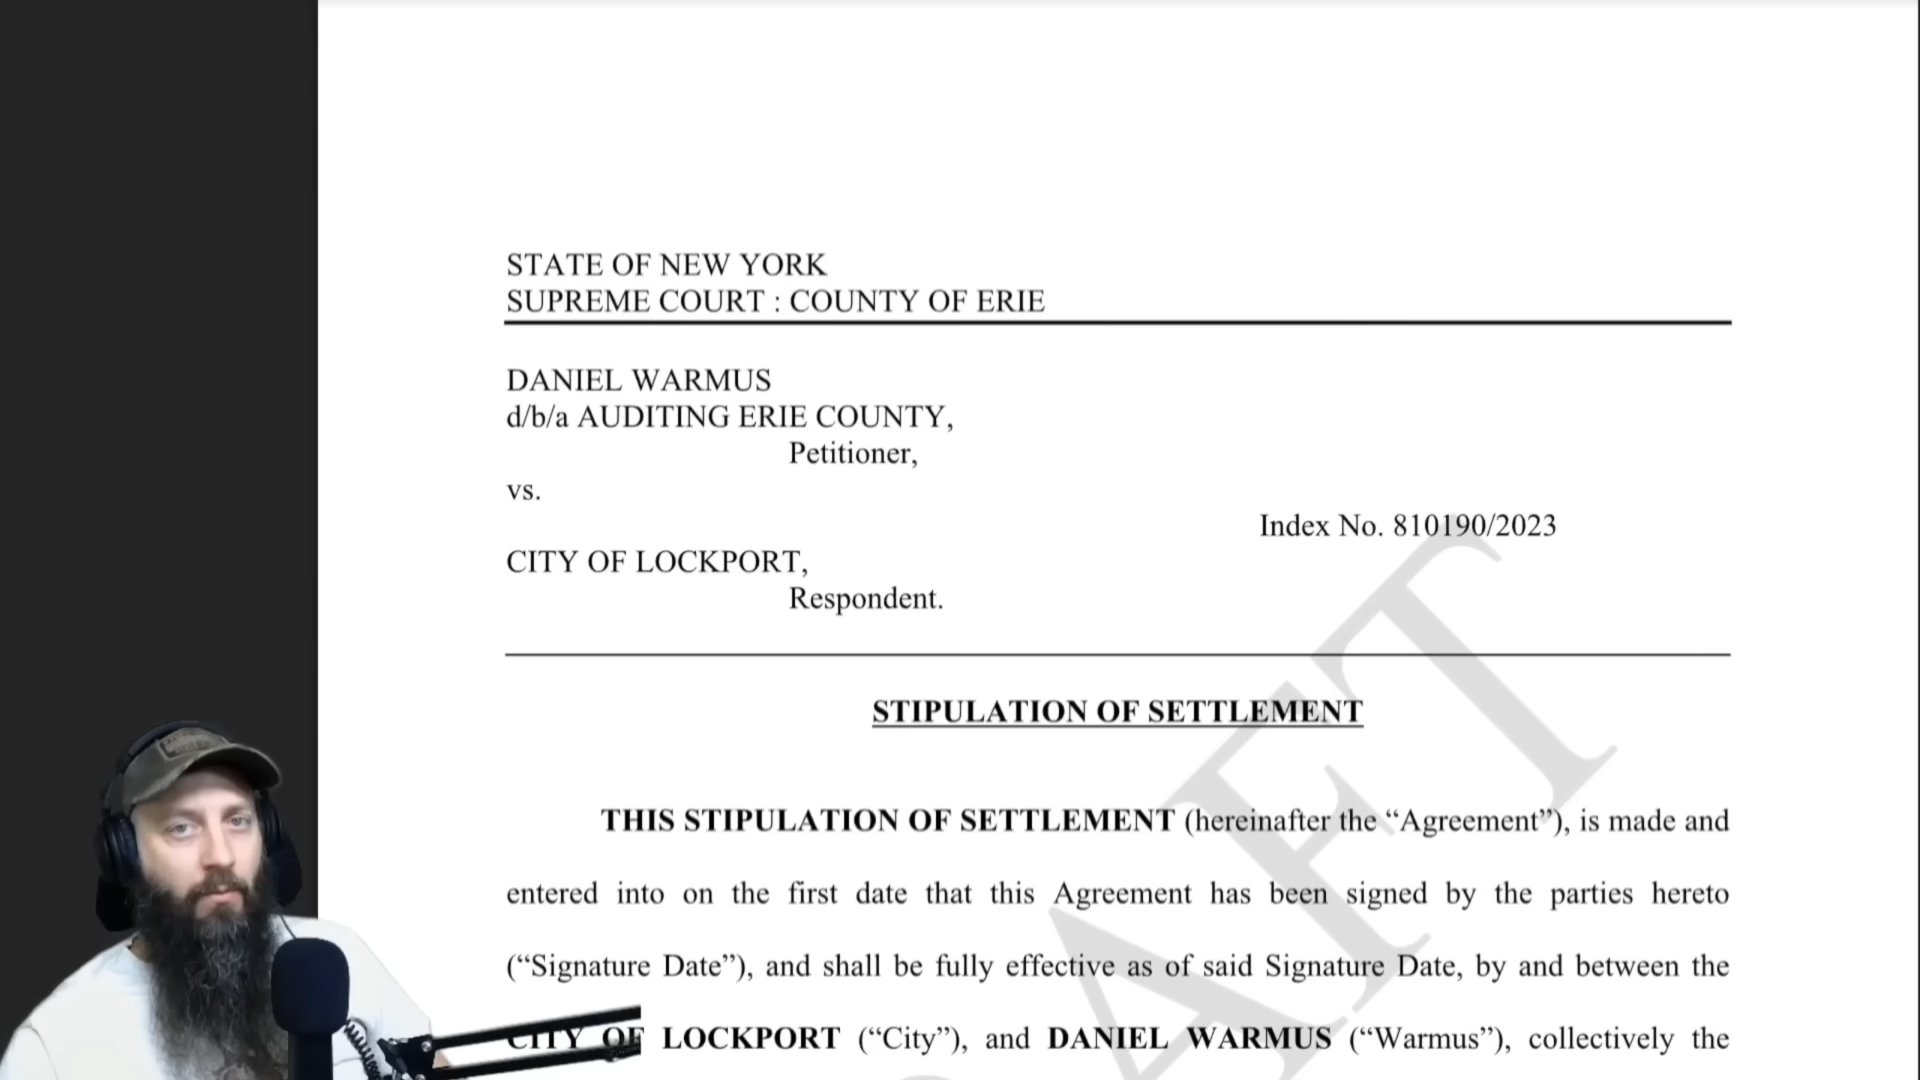 STATE OF NEW YORK
SUPREME COURT : COUNTY OF ERIE
DANIEL WARMUS
d/b/a AUDITING ERIE COUNTY,
Petitioner,
vs.
Index No. 810190/2023
CITY OF LOCKPORT,
Respondent.
STIPULATION OF SETTLEMENT
THIS STIPULATION OF SETTLEMENT (hereinafter the “Agreement”), is made and
entered into on the first date that this Agreement has been signed by the parties hereto
(“Signature Date”), and shall be fully effective as of said Signature Date, by and between the
CITY OF LOCKPORT (“City”), and DANIEL WARMUS (“Warmus”), collectively the
AFT